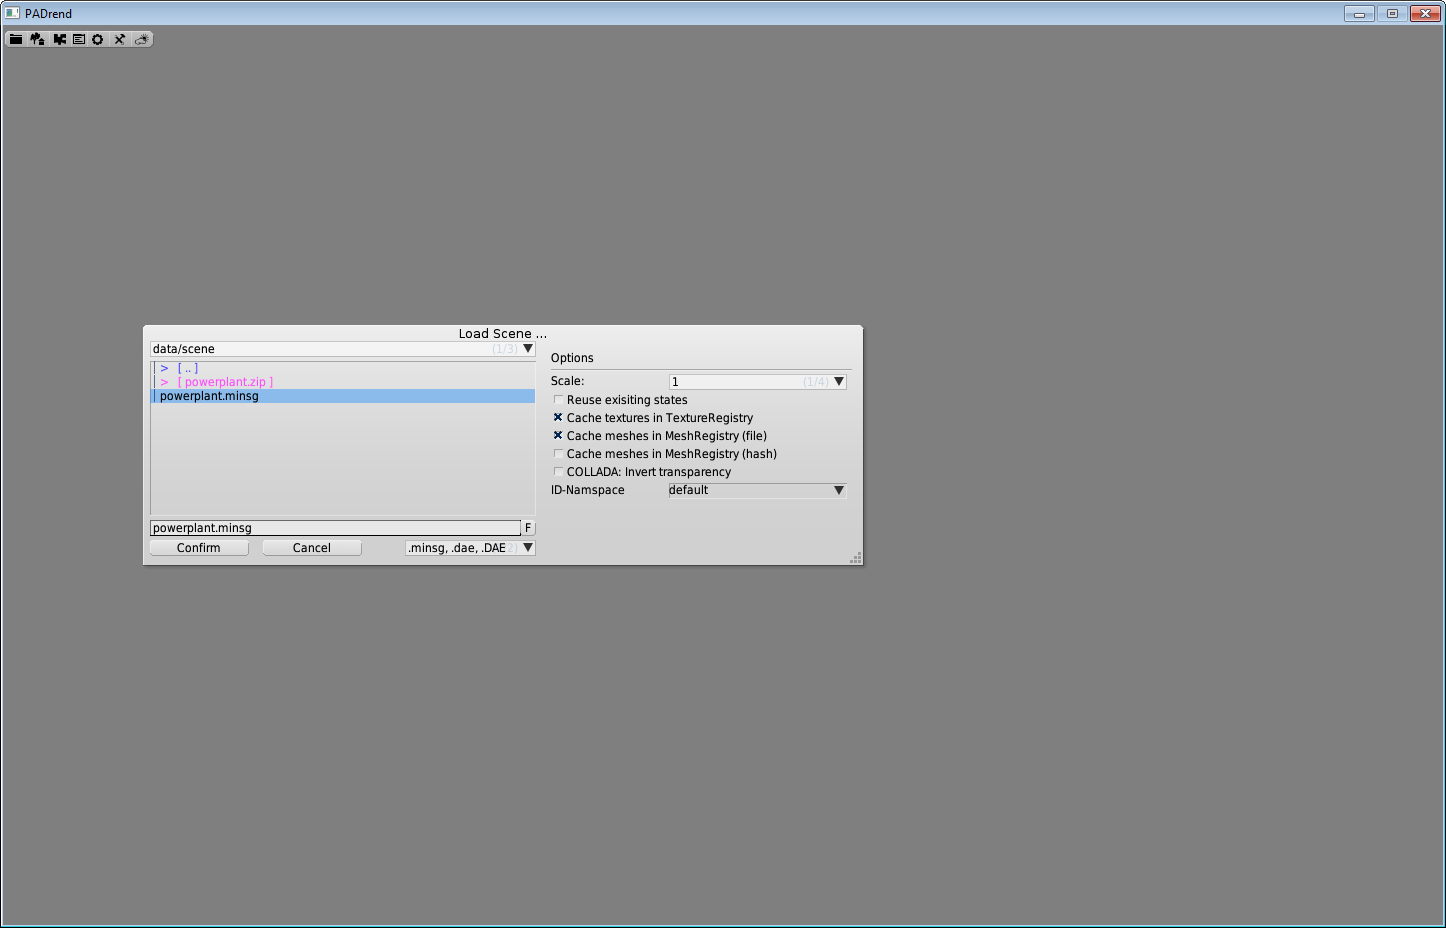 PADrend
Load Scene ...
data/scene (1/3)
> [ .. ]
> [ powerplant.zip ]
powerplant.minsg
powerplant.minsg F
Confirm Cancel .minsg, .dae, .DAE
Options
Scale: 1 (1/4)
Reuse exisiting states
Cache textures in TextureRegistry
Cache meshes in MeshRegistry (file)
Cache meshes in MeshRegistry (hash)
COLLADA: Invert transparency
ID-Namspace default